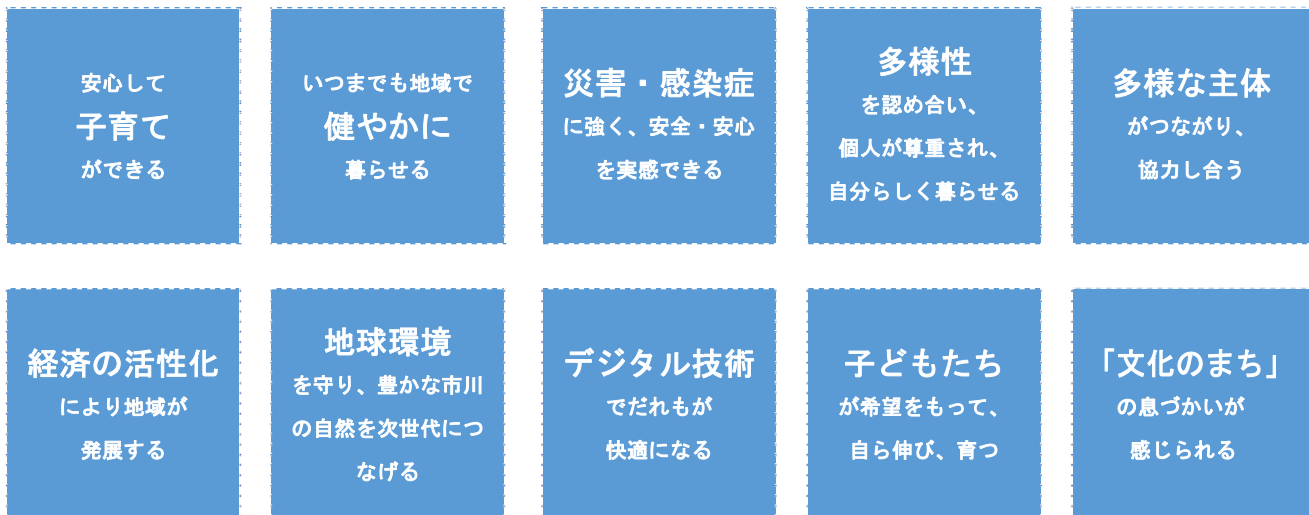 安心して
子育て
ができる
いつまでも地域で
健やかに
暮らせる
災害・感染症
に強く、安全・安心
を実感できる
多様性
を認め合い、
個人が尊重され、
自分らしく暮らせる
多様な主体
がつながり、
協力し合う
経済の活性化
により地域が
発展する
地球環境
を守り、豊かな市川
の自然を次世代につ
なげる
デジタル技術
でだれもが
快適になる
子どもたち
が希望をもって、
自ら伸び、育つ
「文化のまち」
の息づかいが
感じられる